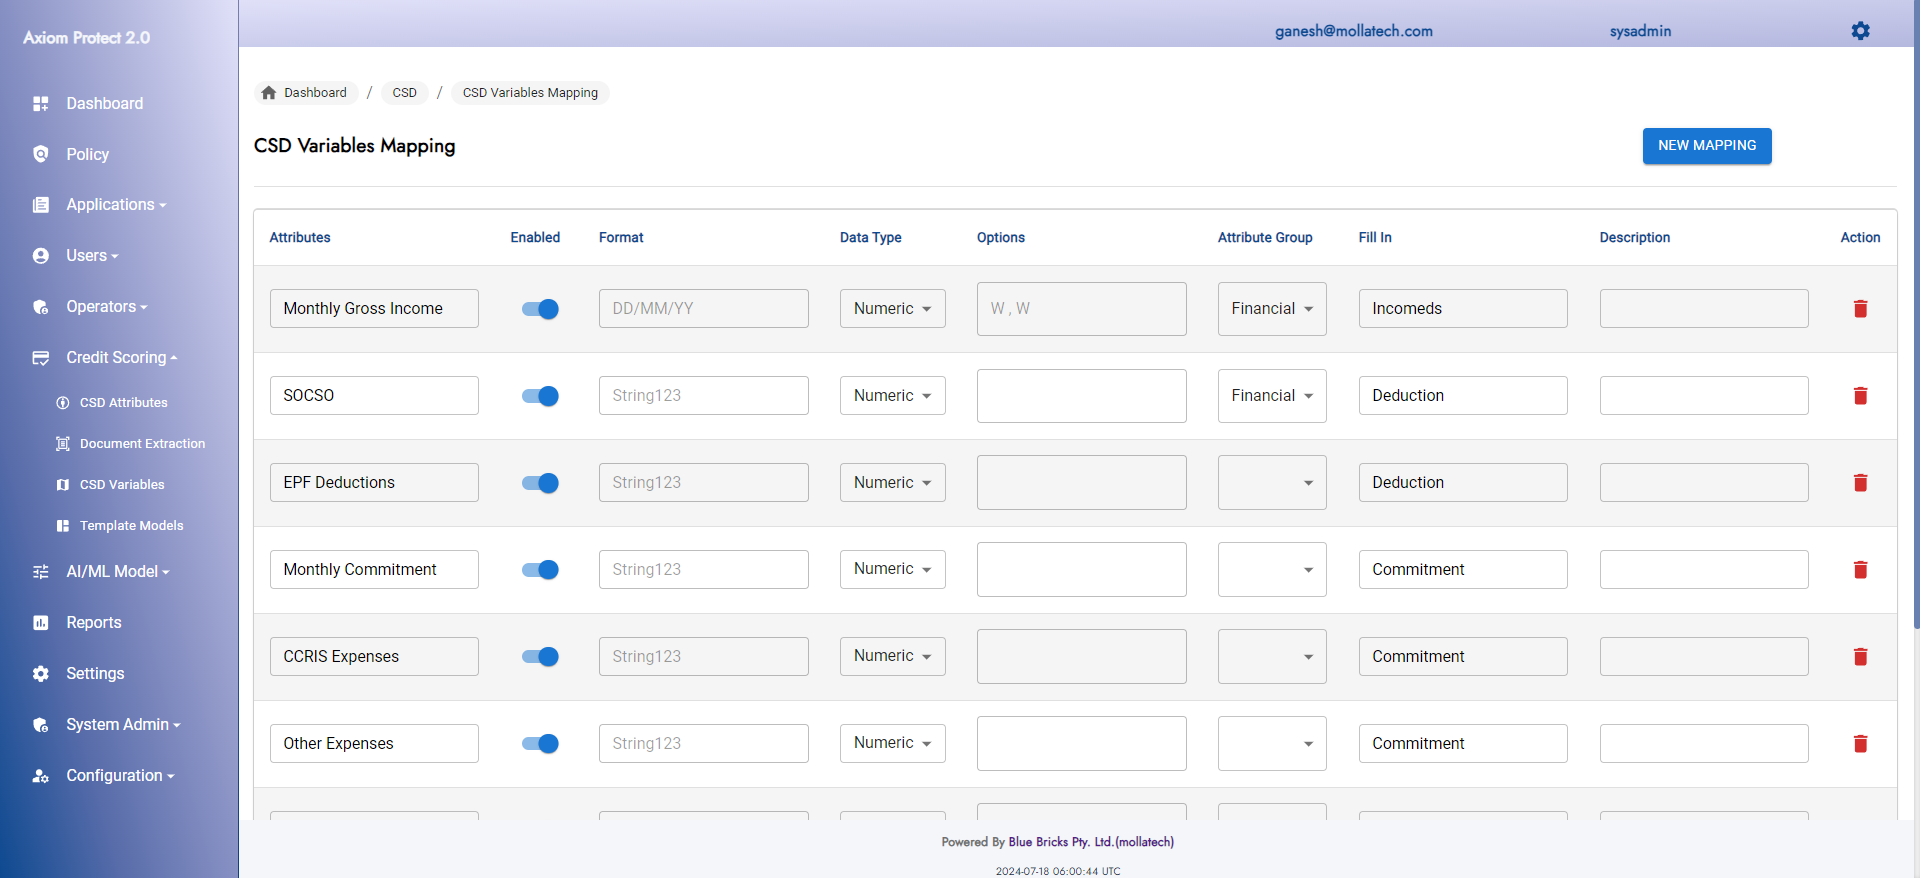 Axiom Protect 2.0
ganesh@mollatech.com
sysadmin
Dashboard
Policy
Applications
Users
Operators
Credit Scoring
CSD Attributes
Document Extraction
CSD Variables
Template Models
AI/ML Model
Reports
Settings
System Admin
Configuration
Dashboard / CSD / CSD Variables Mapping
CSD Variables Mapping
NEW MAPPING
Attributes Enabled Format Data Type Options Attribute Group Fill In Description Action
Monthly Gross Income DD/MM/YY Numeric W , W Financial Incomeds
SOCSO String123 Numeric Financial Deduction
EPF Deductions String123 Numeric Deduction
Monthly Commitment String123 Numeric Commitment
CCRIS Expenses String123 Numeric Commitment
Other Expenses String123 Numeric Commitment
Powered By Blue Bricks Pty. Ltd.(mollatech)
2024-07-18 06:00:44 UTC